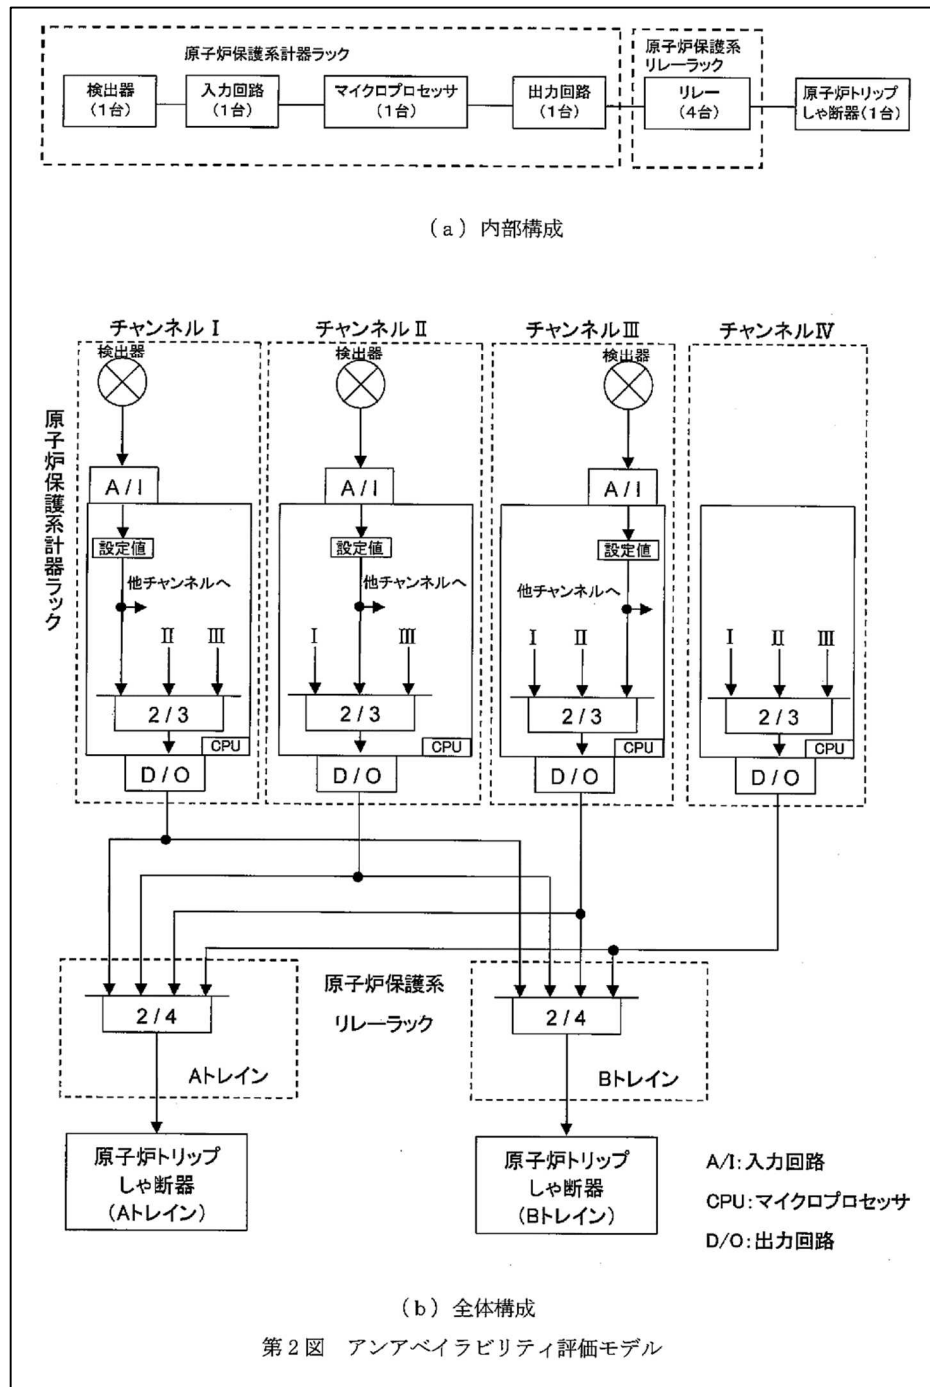 原子炉保護系計器ラック
原子炉保護系
リレーラック
検出器
(1台)
入力回路
(1台)
マイクロプロセッサ
(1台)
出力回路
(1台)
リレー
(4台)
原子炉トリップ
しゃ断器(1台)
(a) 内部構成
チャンネルⅠ
チャンネルⅡ
チャンネルⅢ
チャンネルⅣ
検出器
検出器
検出器
原子炉保護系計器ラック
A/I
A/I
A/I
設定値
設定値
設定値
他チャンネルへ
他チャンネルへ
他チャンネルへ
Ⅱ Ⅲ
Ⅰ Ⅲ
Ⅰ Ⅱ
Ⅰ Ⅱ Ⅲ
2/3
2/3
2/3
2/3
CPU
CPU
CPU
CPU
D/O
D/O
D/O
D/O
原子炉保護系
リレーラック
2/4
2/4
Aトレイン
Bトレイン
原子炉トリップ
しゃ断器
(Aトレイン)
原子炉トリップ
しゃ断器
(Bトレイン)
A/I:入力回路
CPU:マイクロプロセッサ
D/O:出力回路
(b) 全体構成
第2図 アンアベイラビリティ評価モデル